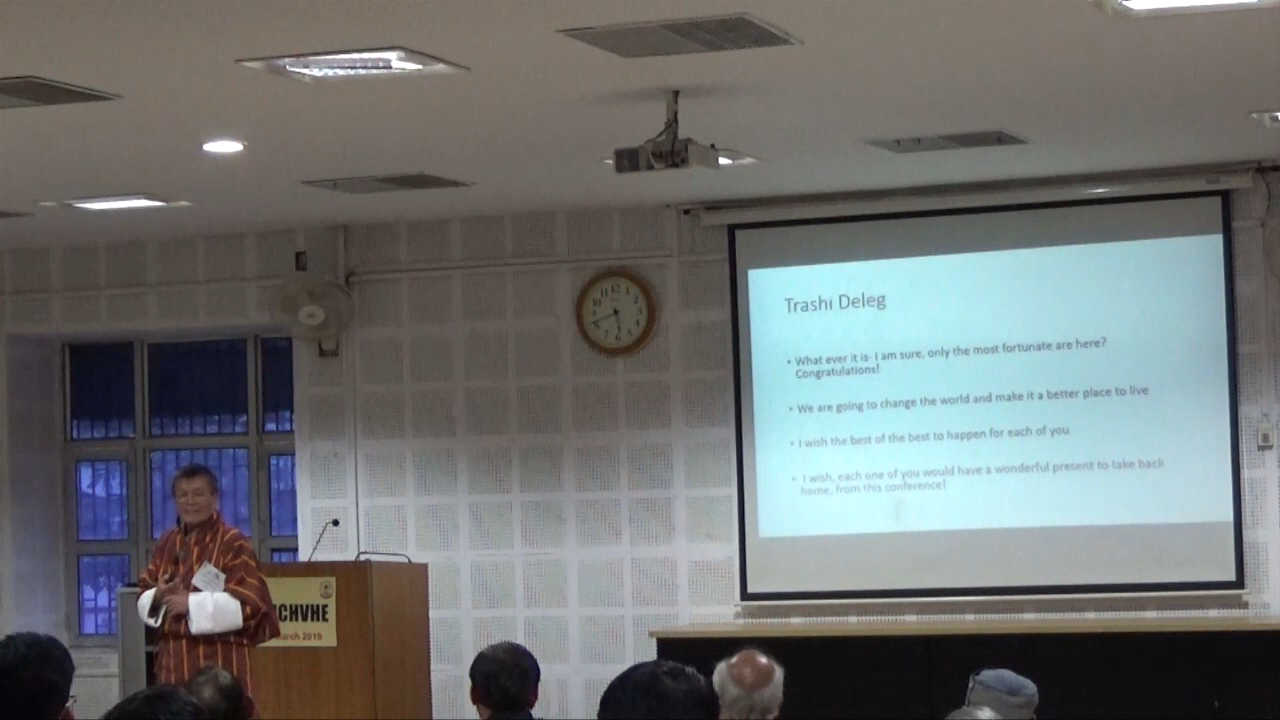 Trashi Deleg
• What ever it is- I am sure, only the most fortunate are here?
Congratulations!
• We are going to change the world and make it a better place to live
• I wish the best of the best to happen for each of you
• I wish, each one of you would have a wonderful present to take back
home, from this conference!
ICHVHE
March 2019